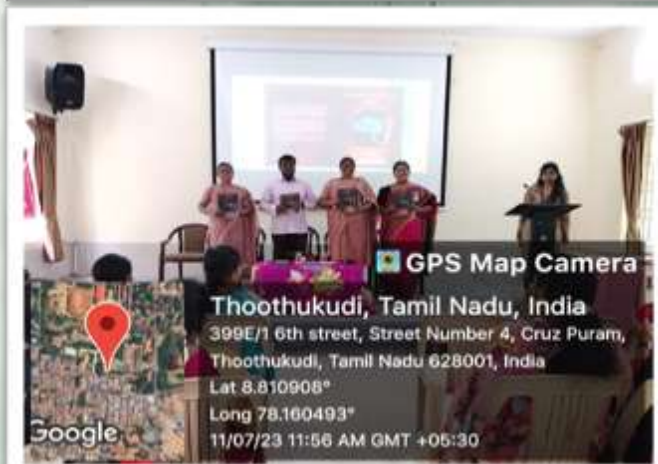 GPS Map Camera
Thoothukudi, Tamil Nadu, India
399E/1 6th street, Street Number 4, Cruz Puram,
Thoothukudi, Tamil Nadu 628001, India
Lat 8.810908°
Long 78.160493°
11/07/23 11:56 AM GMT +05:30
Google